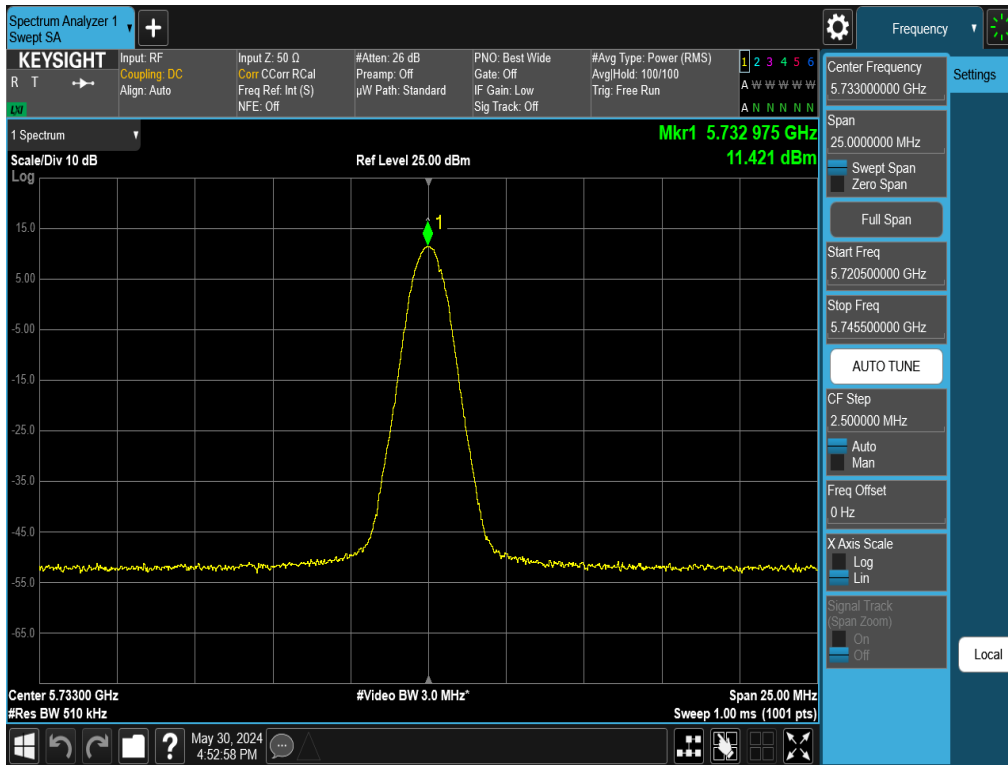 Spectrum Analyzer 1
Swept SA
Frequency
KEYSIGHT
R T
LXI
Input: RF
Coupling: DC
Align: Auto
Input Z: 50 Ω
Corr CCorr RCal
Freq Ref: Int (S)
NFE: Off
#Atten: 26 dB
Preamp: Off
µW Path: Standard
PNO: Best Wide
Gate: Off
IF Gain: Low
Sig Track: Off
#Avg Type: Power (RMS)
Avg|Hold: 100/100
Trig: Free Run
1 2 3 4 5 6
A W W W W W
A N N N N N
1 Spectrum
Scale/Div 10 dB
Log
Ref Level 25.00 dBm
Mkr1 5.732 975 GHz
11.421 dBm
1
15.0
5.00
-5.00
-15.0
-25.0
-35.0
-45.0
-55.0
-65.0
Center 5.73300 GHz
#Res BW 510 kHz
#Video BW 3.0 MHz*
Span 25.00 MHz
Sweep 1.00 ms (1001 pts)
?
May 30, 2024
4:52:58 PM
Center Frequency
5.733000000 GHz
Span
25.0000000 MHz
Swept Span
Zero Span
Full Span
Start Freq
5.720500000 GHz
Stop Freq
5.745500000 GHz
AUTO TUNE
CF Step
2.500000 MHz
Auto
Man
Freq Offset
0 Hz
X Axis Scale
Log
Lin
Signal Track
(Span Zoom)
On
Off
Settings
Local